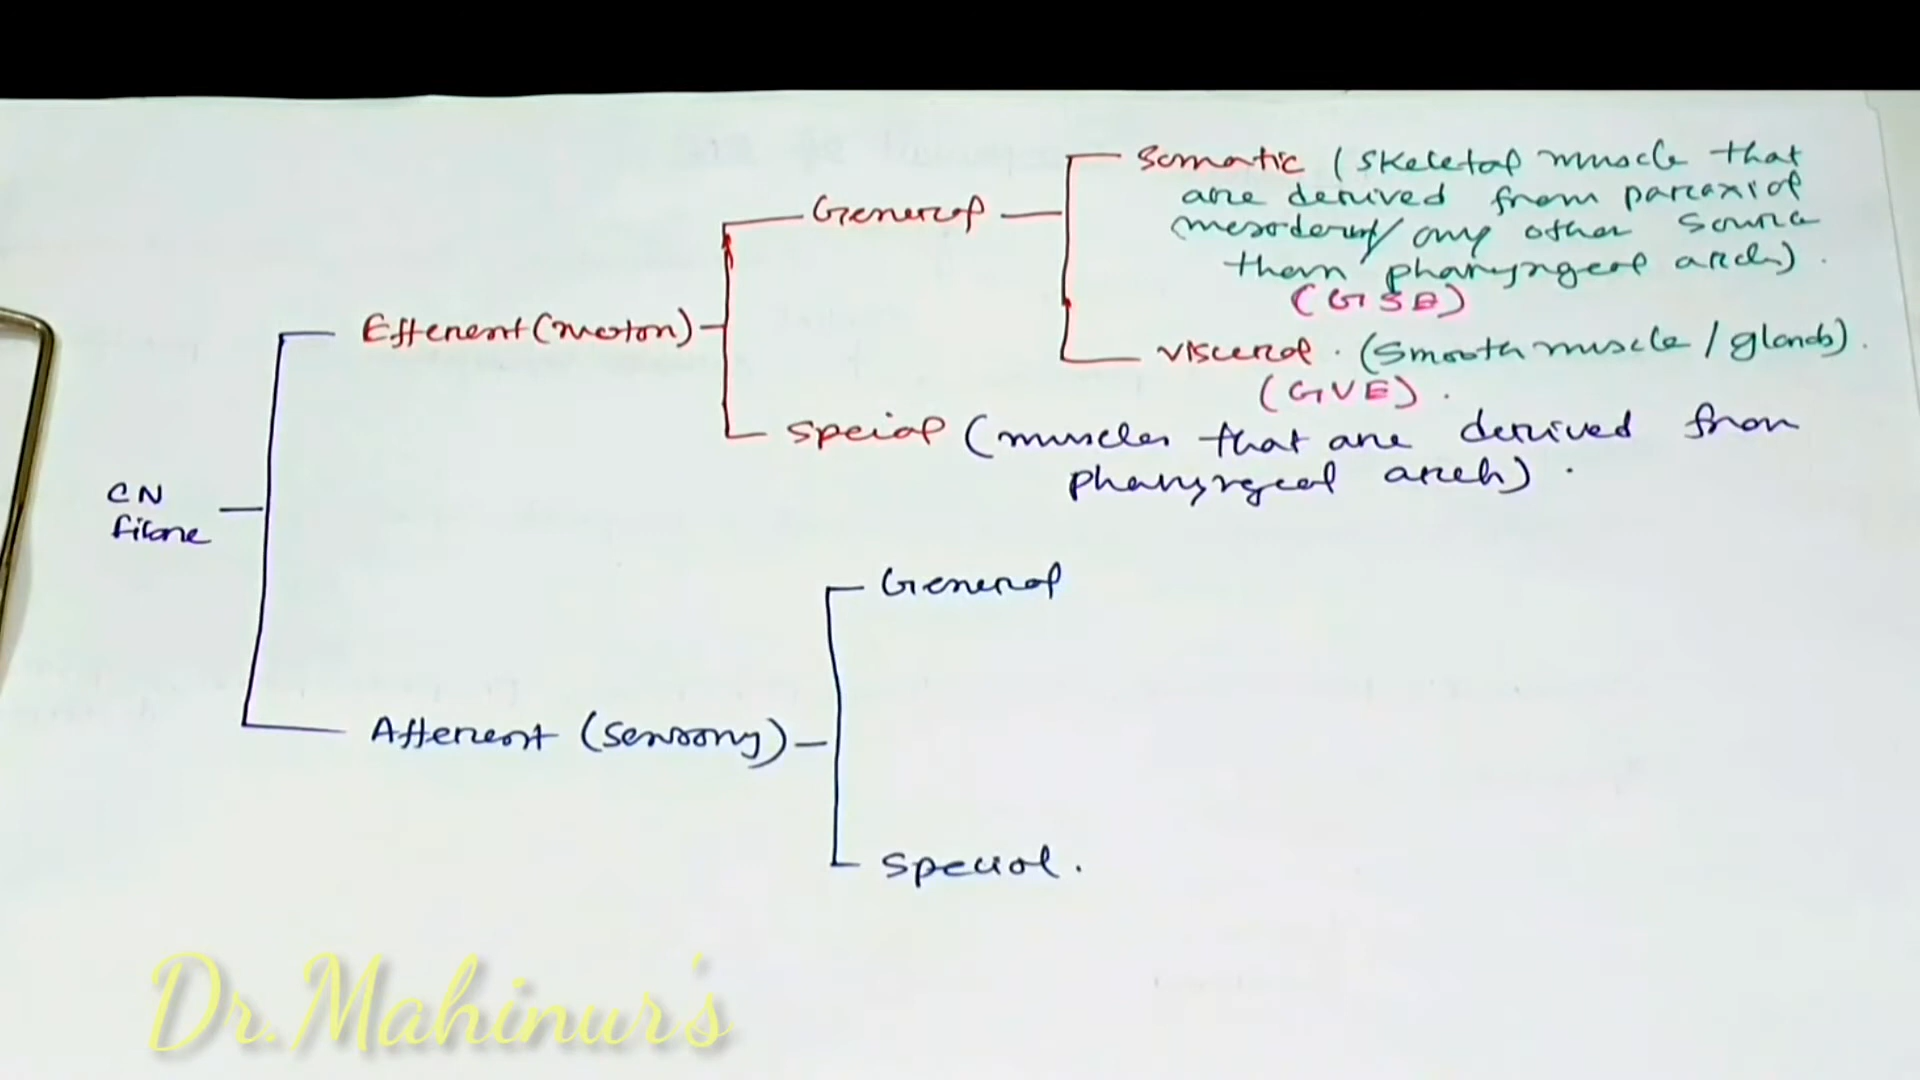 Somatic (skeletal muscle that
are derived from paraxial
mesoderm/ any other source
than pharyngeal arch).
(GSE)
General
Efferent (motor)
visceral. (smooth muscle / glands).
(GVE).
speial (muscles that are derived from
pharyngeal arch).
CN
fibre
General
Afferent (sensory)
special.
Dr.Mahinur's